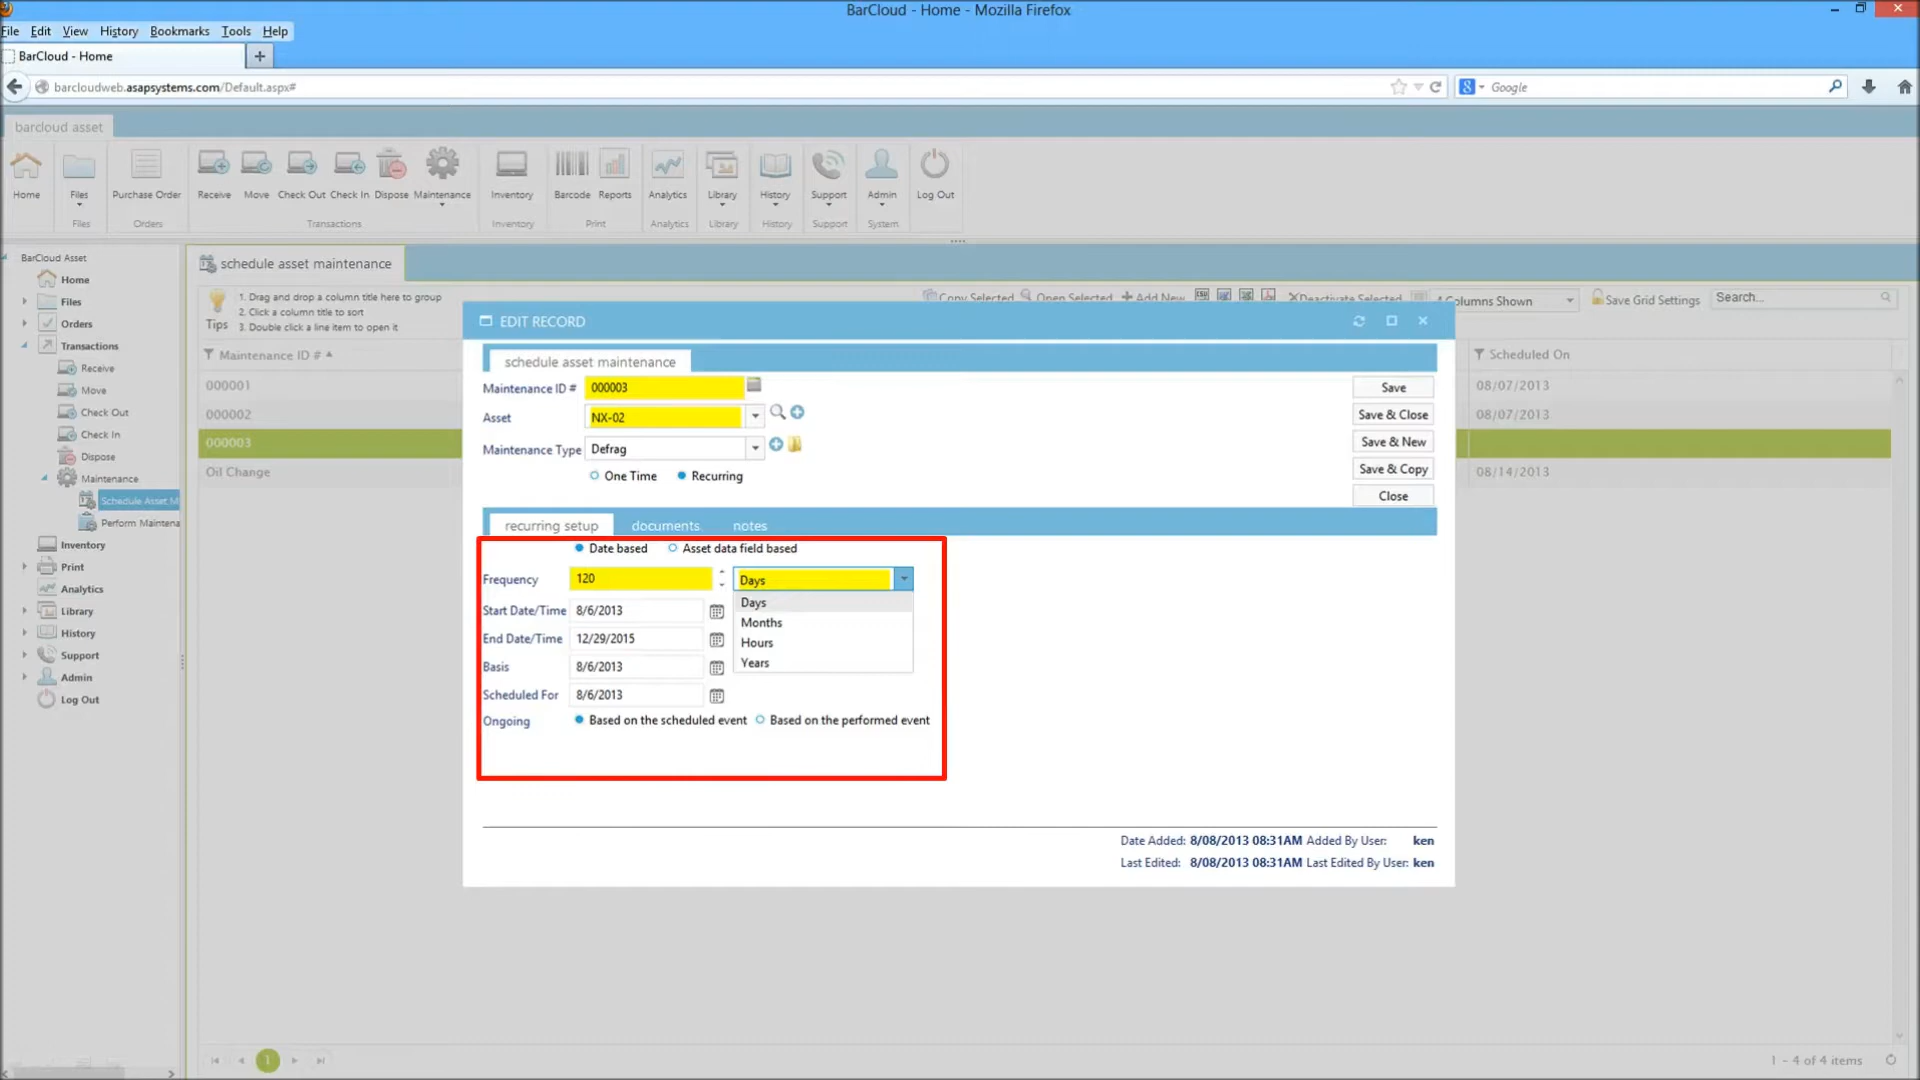 BarCloud - Home - Mozilla Firefox
File Edit View History Bookmarks Tools Help
BarCloud - Home
barcloudweb.asapsystems.com/Default.aspx#
Google
barcloud asset
Home Files Purchase Order Receive Move Check Out Check In Dispose Maintenance Inventory Barcode Reports Analytics Library History Support Admin Log Out
Files Orders Transactions Inventory Print Analytics Library History Support System
BarCloud Asset
Home
Files
Orders
Transactions
Receive
Move
Check Out
Check In
Dispose
Maintenance
Schedule Asset M
Perform Maintena
Inventory
Print
Analytics
Library
History
Support
Admin
Log Out
schedule asset maintenance
Tips
1. Drag and drop a column title here to group
2. Click a column title to sort
3. Double click a line item to open it
Copy Selected Open Selected Add New Deactivate Selected Columns Shown Save Grid Settings Search...
Maintenance ID # Scheduled On
000001 08/07/2013
000002 08/07/2013
000003
Oil Change 08/14/2013
EDIT RECORD
schedule asset maintenance
Maintenance ID # 000003
Asset NX-02
Maintenance Type Defrag
One Time Recurring
Save
Save & Close
Save & New
Save & Copy
Close
recurring setup documents notes
Date based Asset data field based
Frequency 120 Days
Days
Months
Hours
Years
Start Date/Time 8/6/2013
End Date/Time 12/29/2015
Basis 8/6/2013
Scheduled For 8/6/2013
Ongoing Based on the scheduled event Based on the performed event
Date Added: 8/08/2013 08:31AM Added By User: ken
Last Edited: 8/08/2013 08:31AM Last Edited By User: ken
1
1 - 4 of 4 items